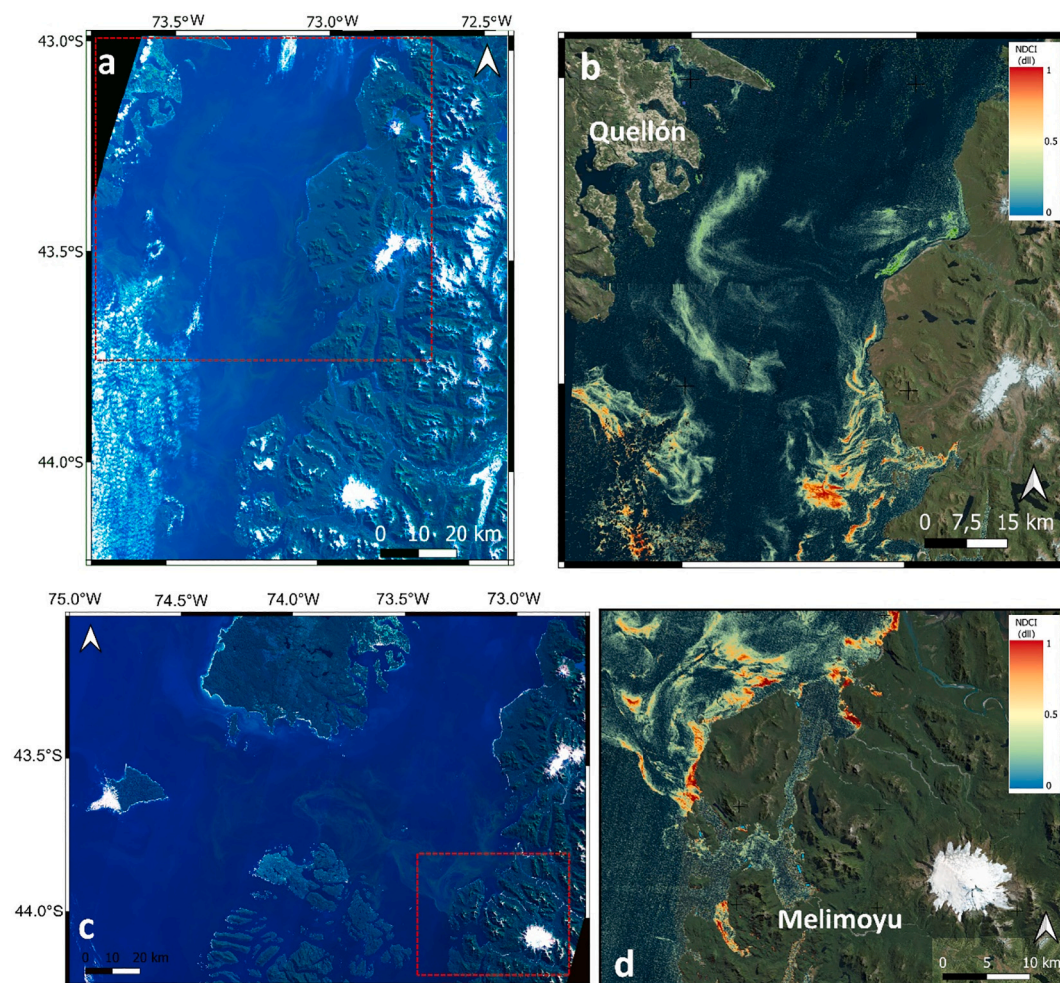 73.5°W 73.0°W 72.5°W
43.0°S
a
43.5°S
44.0°S
0 10 20 km
b
Quellón
NDCI
(dll)
1
0.5
0
0 7,5 15 km
75.0°W 74.5°W 74.0°W 73.5°W 73.0°W
43.5°S
44.0°S
c
0 10 20 km
NDCI
(dll)
1
0.5
0
Melimoyu
d
0 5 10 km